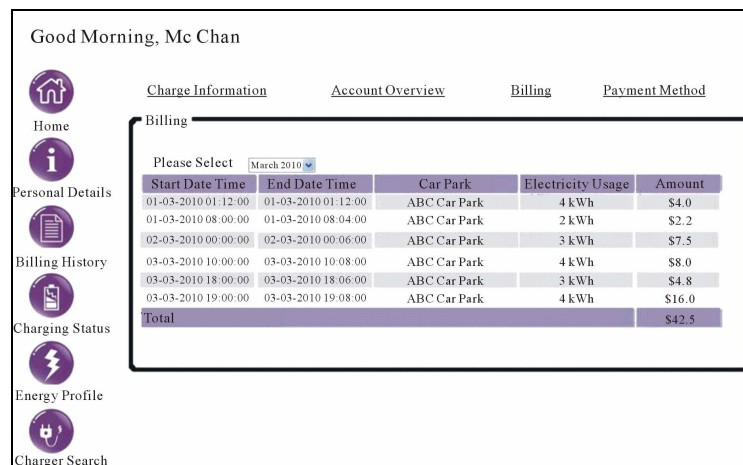 Good Morning, Mc Chan
Home
Personal Details
Billing History
Charging Status
Energy Profile
Charger Search
Charge Information Account Overview Billing Payment Method
Billing
Please Select March 2010
Start Date Time End Date Time Car Park Electricity Usage Amount
01-03-2010 01:12:00 01-03-2010 01:12:00 ABC Car Park 4 kWh $4.0
01-03-2010 08:00:00 01-03-2010 08:04:00 ABC Car Park 2 kWh $2.2
02-03-2010 00:00:00 02-03-2010 00:06:00 ABC Car Park 3 kWh $7.5
03-03-2010 10:00:00 03-03-2010 10:08:00 ABC Car Park 4 kWh $8.0
03-03-2010 18:00:00 03-03-2010 18:06:00 ABC Car Park 3 kWh $4.8
03-03-2010 19:00:00 03-03-2010 19:08:00 ABC Car Park 4 kWh $16.0
Total $42.5